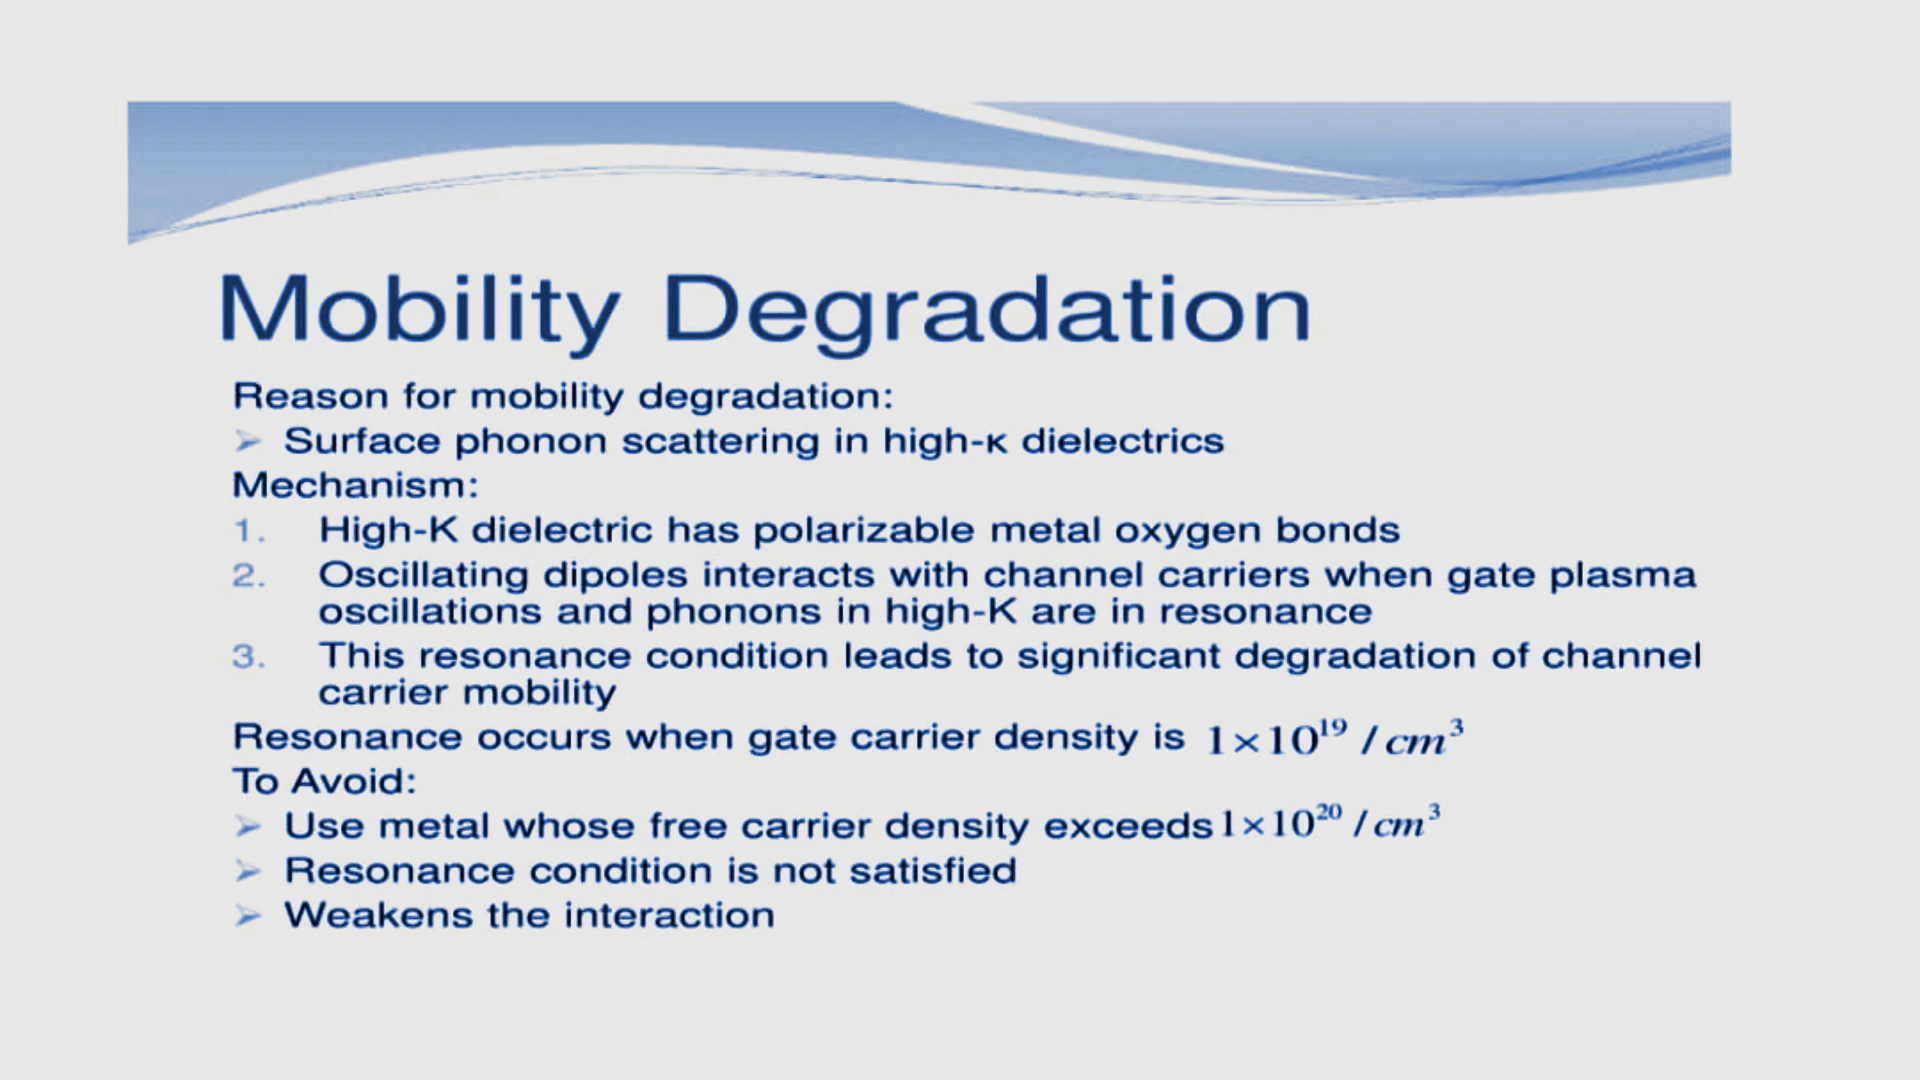 Mobility Degradation
Reason for mobility degradation:
➢ Surface phonon scattering in high-κ dielectrics
Mechanism:
1. High-K dielectric has polarizable metal oxygen bonds
2. Oscillating dipoles interacts with channel carriers when gate plasma
oscillations and phonons in high-K are in resonance
3. This resonance condition leads to significant degradation of channel
carrier mobility
Resonance occurs when gate carrier density is 1×10¹⁹ /cm³
To Avoid:
➢ Use metal whose free carrier density exceeds 1×10²⁰ /cm³
➢ Resonance condition is not satisfied
➢ Weakens the interaction